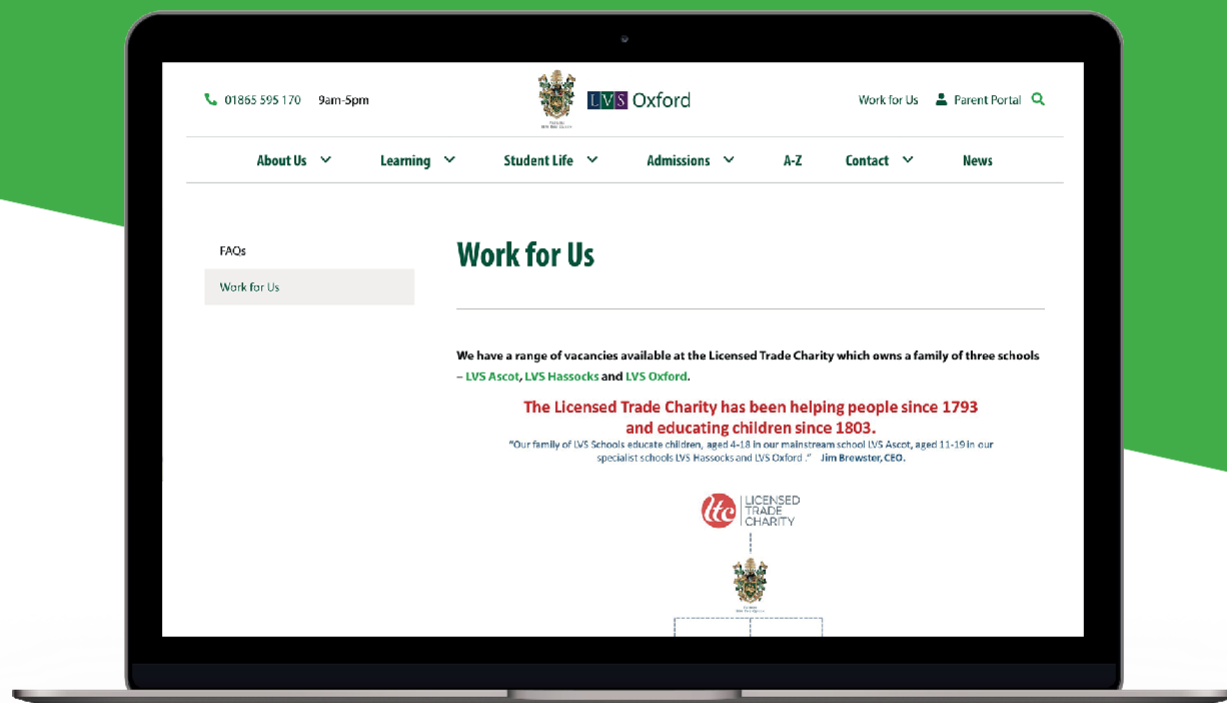 01865 595 170 9am-5pm
LVS Oxford
Work for Us Parent Portal
About Us Learning Student Life Admissions A-Z Contact News
FAQs
Work for Us
Work for Us
We have a range of vacancies available at the Licensed Trade Charity which owns a family of three schools
– LVS Ascot, LVS Hassocks and LVS Oxford.
The Licensed Trade Charity has been helping people since 1793
and educating children since 1803.
“Our family of LVS Schools educate children, aged 4-18 in our mainstream school LVS Ascot, aged 11-19 in our
specialist schools LVS Hassocks and LVS Oxford .” Jim Brewster, CEO.
ltc LICENSED
TRADE
CHARITY